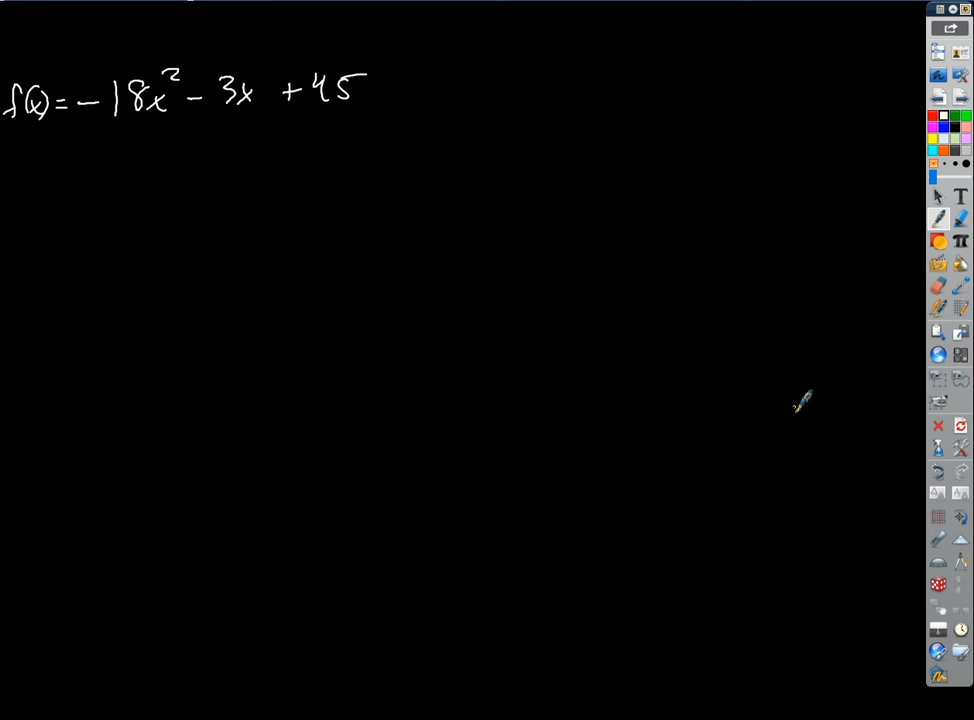 f(x) = -18x² - 3x + 45